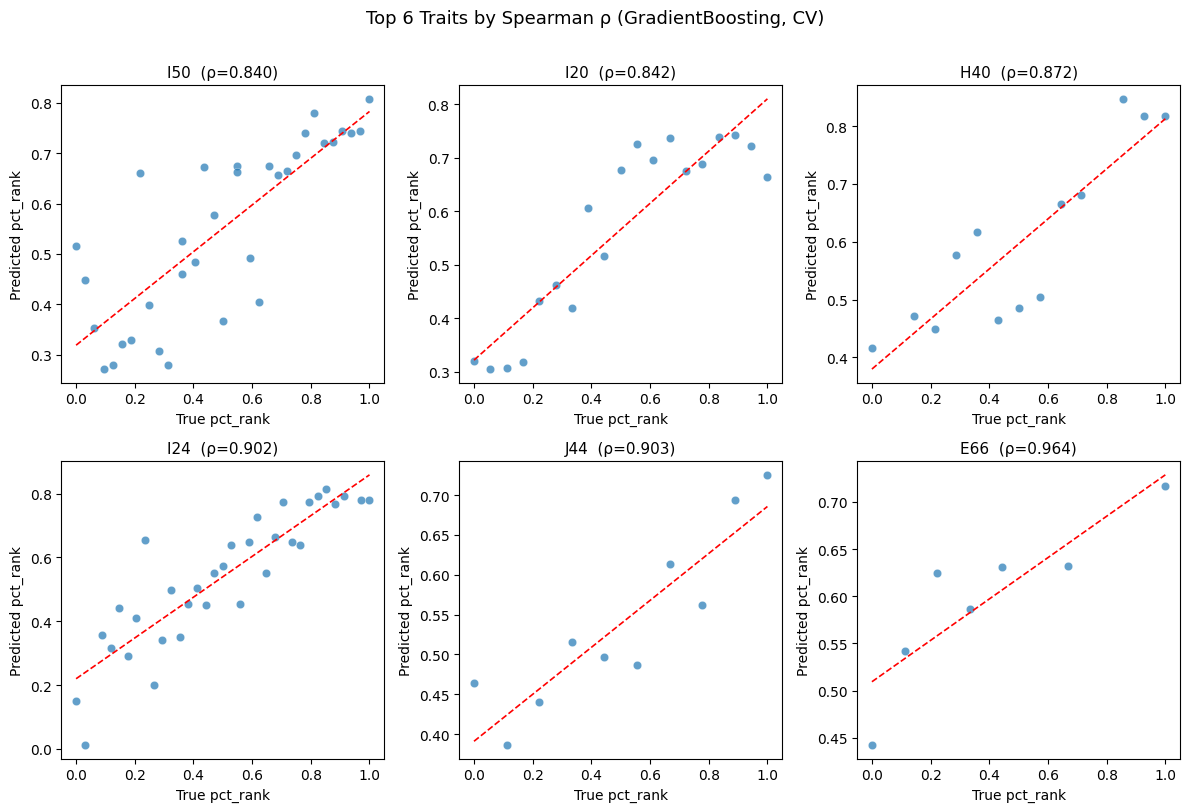 Top 6 Traits by Spearman ρ (GradientBoosting, CV)
I50 (ρ=0.840)
Predicted pct_rank
0.8
0.7
0.6
0.5
0.4
0.3
0.0 0.2 0.4 0.6 0.8 1.0
True pct_rank
I20 (ρ=0.842)
Predicted pct_rank
0.8
0.7
0.6
0.5
0.4
0.3
0.0 0.2 0.4 0.6 0.8 1.0
True pct_rank
H40 (ρ=0.872)
Predicted pct_rank
0.8
0.7
0.6
0.5
0.4
0.0 0.2 0.4 0.6 0.8 1.0
True pct_rank
I24 (ρ=0.902)
Predicted pct_rank
0.8
0.6
0.4
0.2
0.0
0.0 0.2 0.4 0.6 0.8 1.0
True pct_rank
J44 (ρ=0.903)
Predicted pct_rank
0.70
0.65
0.60
0.55
0.50
0.45
0.40
0.0 0.2 0.4 0.6 0.8 1.0
True pct_rank
E66 (ρ=0.964)
Predicted pct_rank
0.70
0.65
0.60
0.55
0.50
0.45
0.0 0.2 0.4 0.6 0.8 1.0
True pct_rank